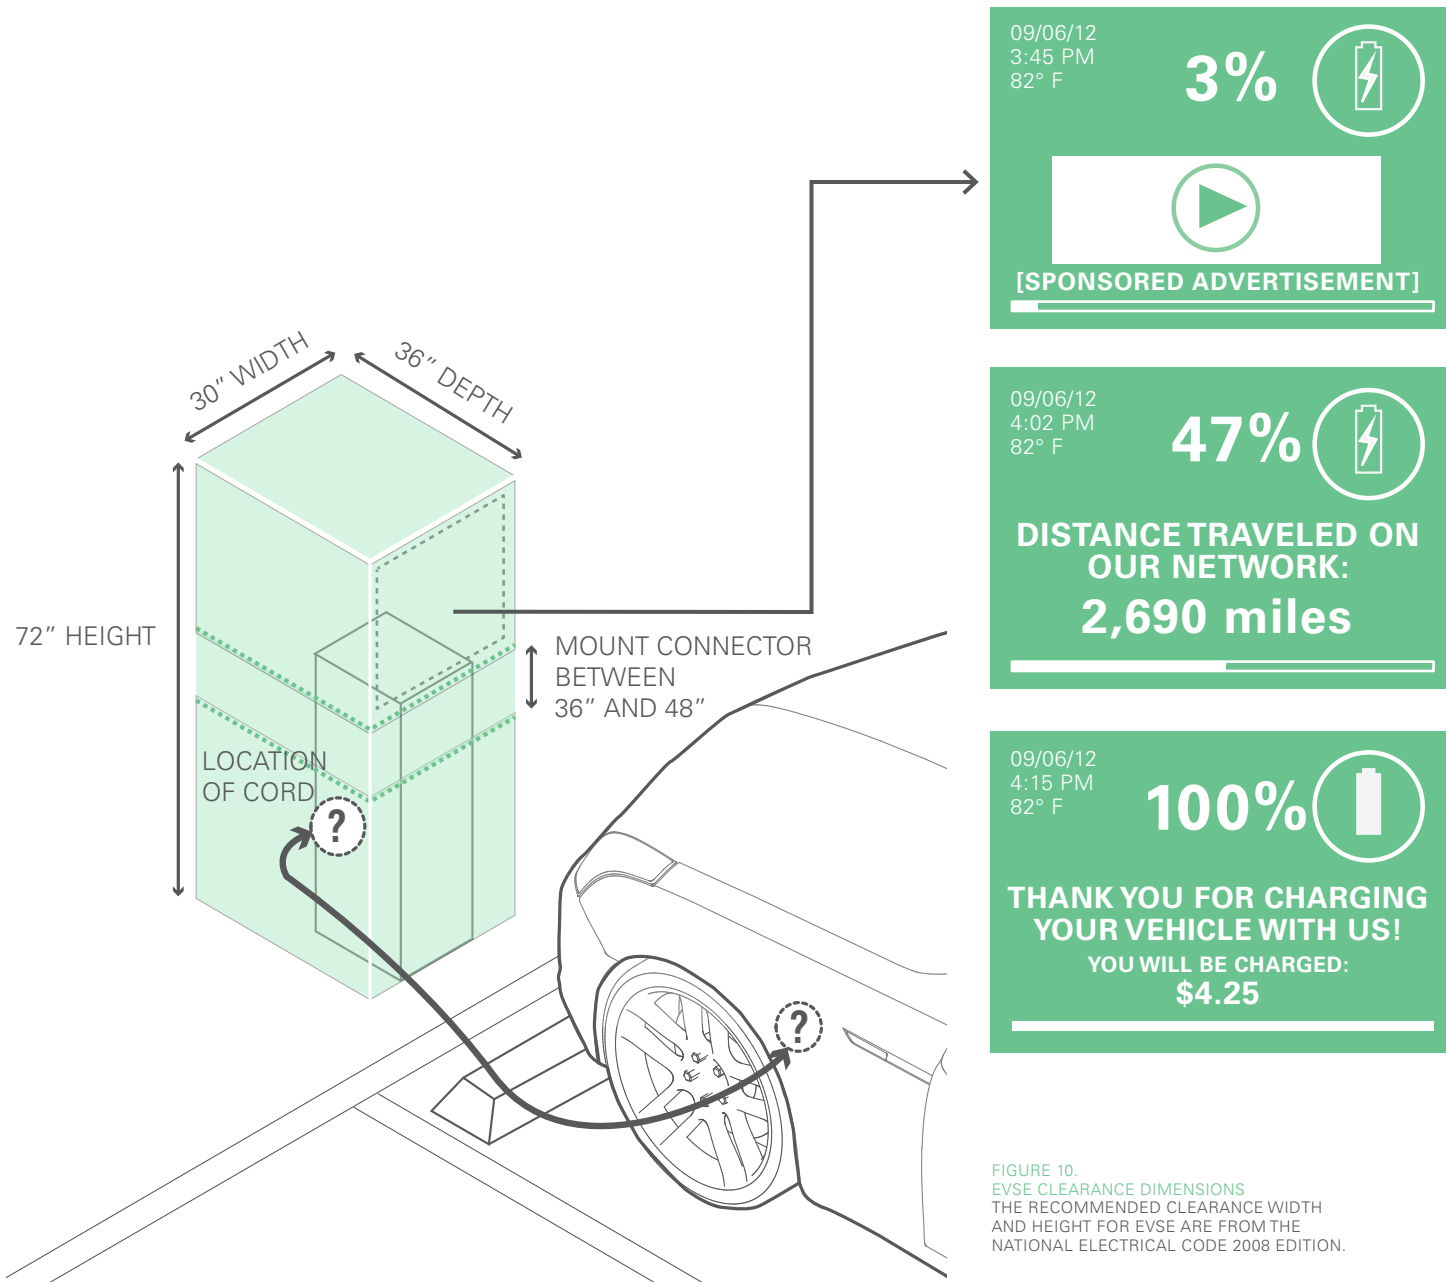 30” WIDTH
36” DEPTH
72” HEIGHT
MOUNT CONNECTOR
BETWEEN
36” AND 48”
LOCATION
OF CORD
?
?
09/06/12
3:45 PM
82° F
3%
[SPONSORED ADVERTISEMENT]
09/06/12
4:02 PM
82° F
47%
DISTANCE TRAVELED ON
OUR NETWORK:
2,690 miles
09/06/12
4:15 PM
82° F
100%
THANK YOU FOR CHARGING
YOUR VEHICLE WITH US!
YOU WILL BE CHARGED:
$4.25
FIGURE 10.
EVSE CLEARANCE DIMENSIONS
THE RECOMMENDED CLEARANCE WIDTH
AND HEIGHT FOR EVSE ARE FROM THE
NATIONAL ELECTRICAL CODE 2008 EDITION.